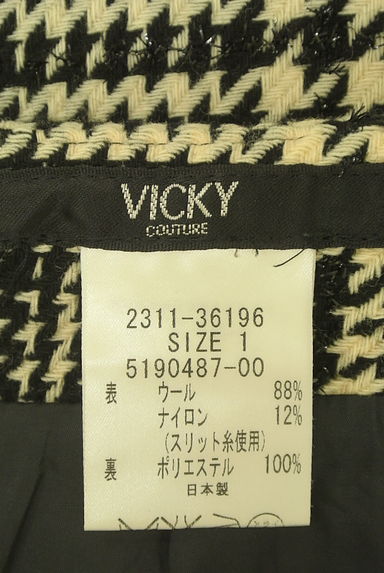 VICKY
COUTURE
2311-36196
SIZE 1
5190487-00
表 ウール 88%
ナイロン 12%
(スリット糸使用)
裏 ポリエステル 100%
日本製